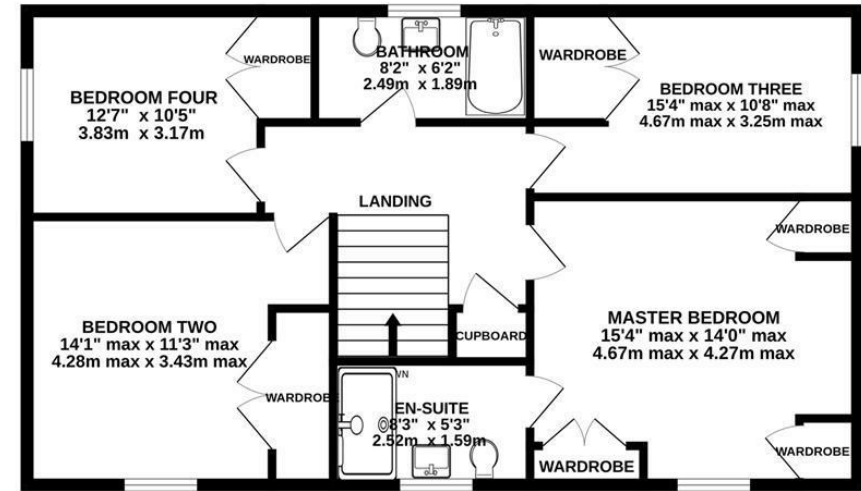 WARDROBE
BATHROOM
8'2" x 6'2"
2.49m x 1.89m
WARDROBE
BEDROOM FOUR
12'7" x 10'5"
3.83m x 3.17m
BEDROOM THREE
15'4" max x 10'8" max
4.67m max x 3.25m max
LANDING
WARDROBE
BEDROOM TWO
14'1" max x 11'3" max
4.28m max x 3.43m max
CUPBOARD
MASTER BEDROOM
15'4" max x 14'0" max
4.67m max x 4.27m max
WARDROBE
EN-SUITE
8'3" x 5'3"
2.52m x 1.59m
WARDROBE
WARDROBE